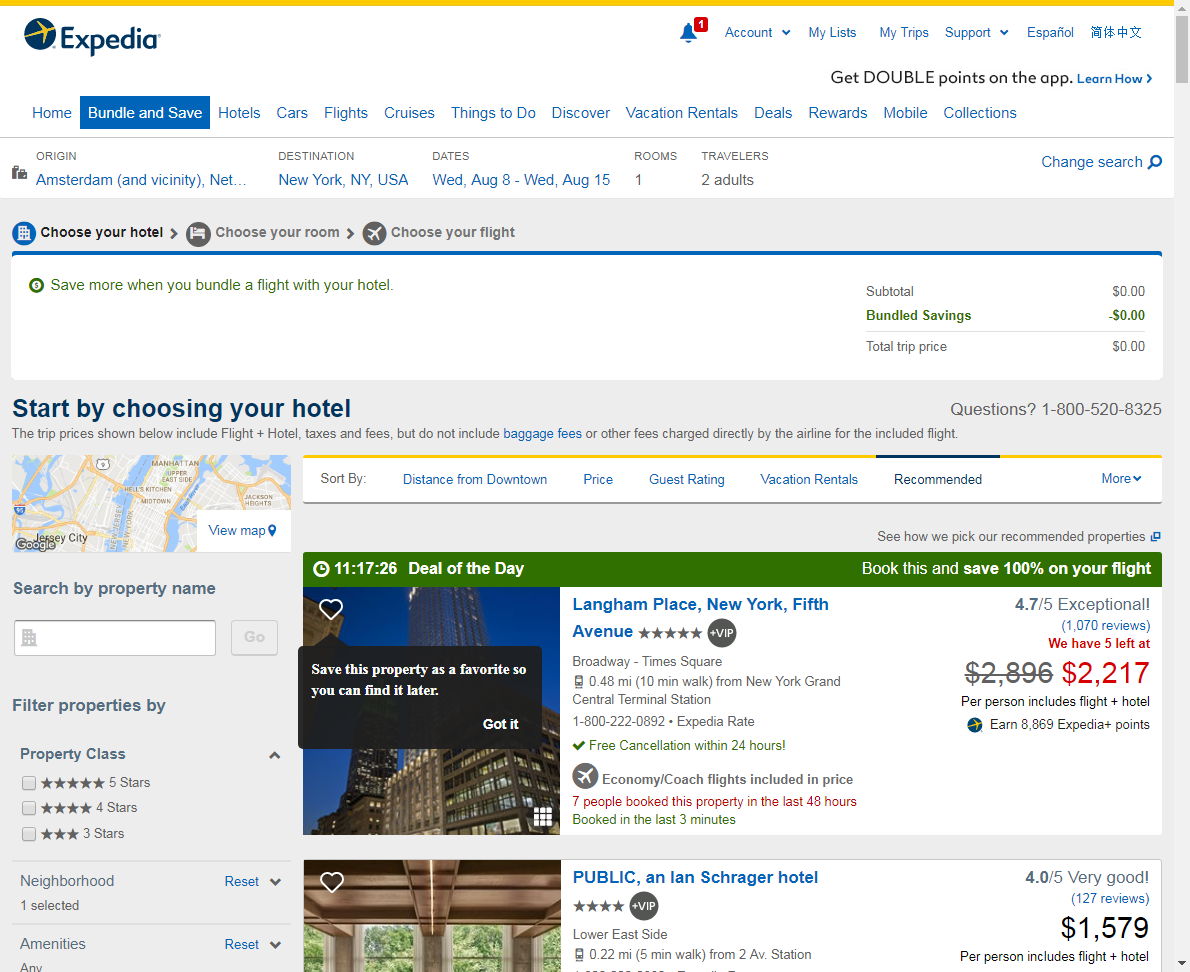 Expedia
1
Account
My Lists
My Trips
Support
Español
简体中文
Get DOUBLE points on the app. Learn How
Home
Bundle and Save
Hotels
Cars
Flights
Cruises
Things to Do
Discover
Vacation Rentals
Deals
Rewards
Mobile
Collections
ORIGIN
Amsterdam (and vicinity), Net...
DESTINATION
New York, NY, USA
DATES
Wed, Aug 8 - Wed, Aug 15
ROOMS
1
TRAVELERS
2 adults
Change search
Choose your hotel
Choose your room
Choose your flight
Save more when you bundle a flight with your hotel.
Subtotal $0.00
Bundled Savings -$0.00
Total trip price $0.00
Start by choosing your hotel
Questions? 1-800-520-8325
The trip prices shown below include Flight + Hotel, taxes and fees, but do not include baggage fees or other fees charged directly by the airline for the included flight.
MANHATTAN
UPPER
EAST SIDE
HELL'S KITCHEN
MIDTOWN
JACKSON
HEIGHTS
NEW JERSEY
NEW YORK
East River
9
95
Jersey City
Google
View map
Sort By:
Distance from Downtown
Price
Guest Rating
Vacation Rentals
Recommended
More
See how we pick our recommended properties
Search by property name
Go
Filter properties by
Property Class
5 Stars
4 Stars
3 Stars
Neighborhood
Reset
1 selected
Amenities
Reset
Any
11:17:26 Deal of the Day
Book this and save 100% on your flight
Save this property as a favorite so
you can find it later.
Got it
Langham Place, New York, Fifth
Avenue +VIP
Broadway - Times Square
0.48 mi (10 min walk) from New York Grand
Central Terminal Station
1-800-222-0892 • Expedia Rate
Free Cancellation within 24 hours!
Economy/Coach flights included in price
7 people booked this property in the last 48 hours
Booked in the last 3 minutes
4.7/5 Exceptional!
(1,070 reviews)
We have 5 left at
$2,896 $2,217
Per person includes flight + hotel
Earn 8,869 Expedia+ points
PUBLIC, an Ian Schrager hotel
+VIP
Lower East Side
0.22 mi (5 min walk) from 2 Av. Station
4.0/5 Very good!
(127 reviews)
$1,579
Per person includes flight + hotel